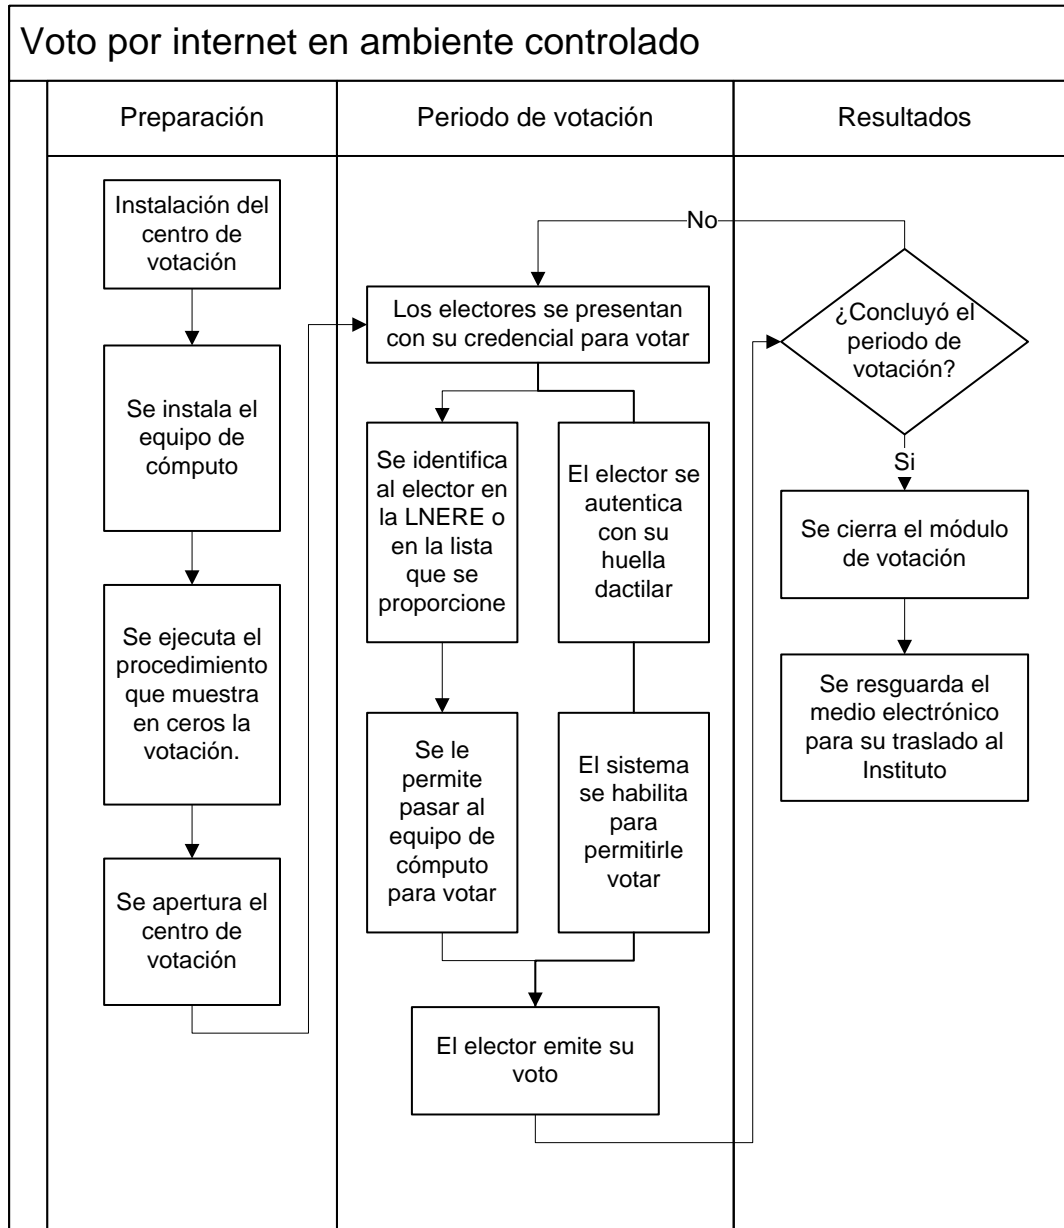 Voto por internet en ambiente controlado
Preparación
Periodo de votación
Resultados
Instalación del
centro de
votación
Se instala el
equipo de
cómputo
Se ejecuta el
procedimiento
que muestra
en ceros la
votación.
Se apertura el
centro de
votación
Los electores se presentan
con su credencial para votar
Se identifica
al elector en
la LNERE o
en la lista
que se
proporcione
El elector se
autentica
con su
huella
dactilar
Se le
permite
pasar al
equipo de
cómputo
para votar
El sistema
se habilita
para
permitirle
votar
El elector emite su
voto
No
¿Concluyó el
periodo de
votación?
Si
Se cierra el módulo
de votación
Se resguarda el
medio electrónico
para su traslado al
Instituto